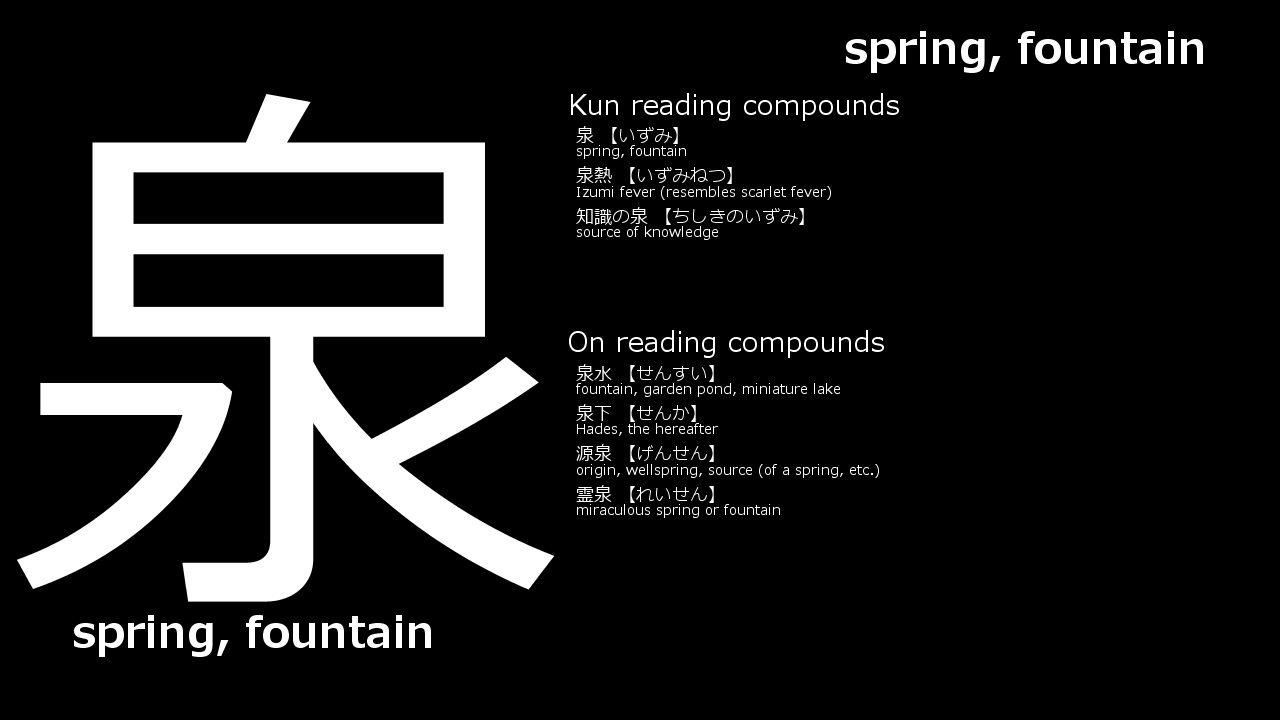 spring, fountain
泉
Kun reading compounds
泉 【いずみ】
spring, fountain
泉熱 【いずみねつ】
Izumi fever (resembles scarlet fever)
知識の泉 【ちしきのいずみ】
source of knowledge
On reading compounds
泉水 【せんすい】
fountain, garden pond, miniature lake
泉下 【せんか】
Hades, the hereafter
源泉 【げんせん】
origin, wellspring, source (of a spring, etc.)
霊泉 【れいせん】
miraculous spring or fountain
spring, fountain